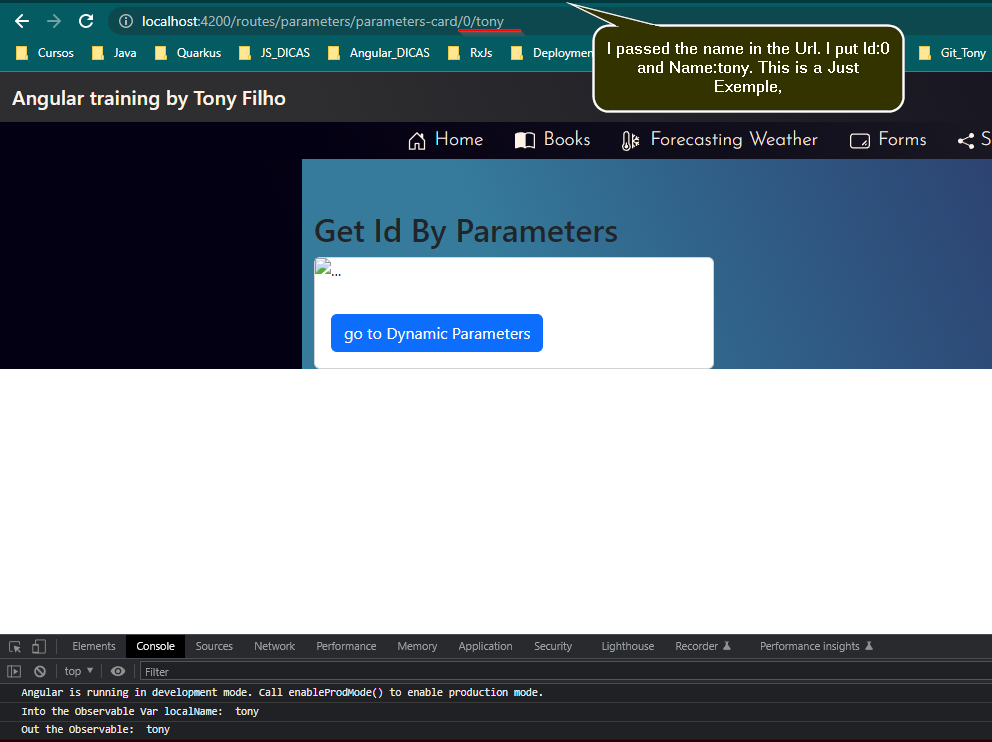 localhost:4200/routes/parameters/parameters-card/0/tony
Cursos Java Quarkus JS_DICAS Angular_DICAS RxJs Git_Tony
I passed the name in the Url. I put Id:0
and Name:tony. This is a Just
Exemple,
Angular training by Tony Filho
Home Books Forecasting Weather Forms S
Get Id By Parameters
...
go to Dynamic Parameters
Elements Console Sources Network Performance Memory Application Security Lighthouse Recorder Performance insights
top Filter
Angular is running in development mode. Call enableProdMode() to enable production mode.
Into the Observable Var localName: tony
Out the Observable: tony